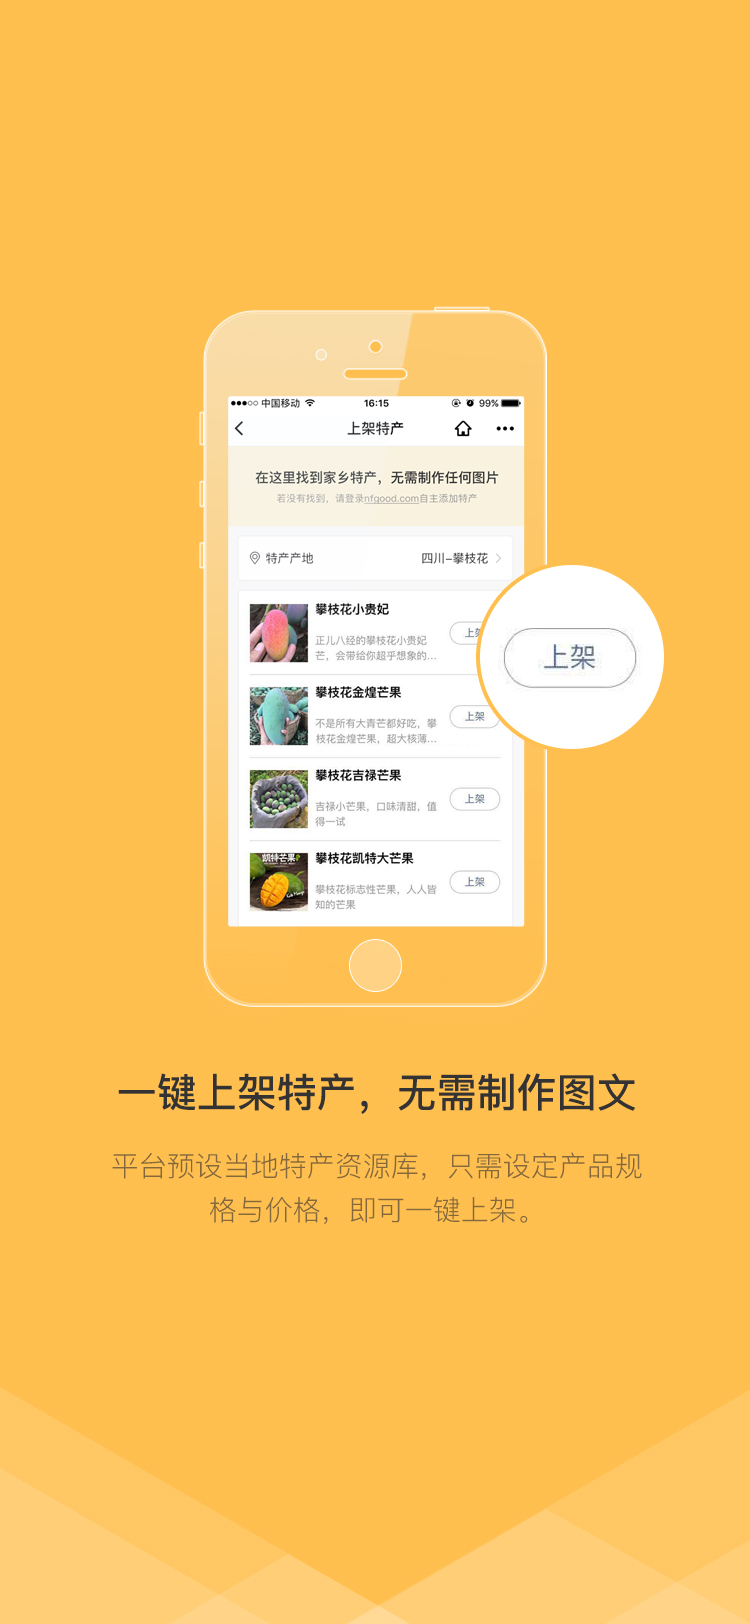 中国移动
16:15
99%
上架特产
在这里找到家乡特产，无需制作任何图片
若没有找到，请登录nfgood.com自主添加特产
特产产地
四川-攀枝花
攀枝花小贵妃
正儿八经的攀枝花小贵妃
芒，会带给你超乎想象的...
上架
上架
攀枝花金煌芒果
不是所有大青芒都好吃，攀
枝花金煌芒果，超大核薄...
上架
攀枝花吉禄芒果
吉禄小芒果，口味清甜，值
得一试
上架
凯特芒果
攀枝花凯特大芒果
攀枝花标志性芒果，人人皆
知的芒果
上架
一键上架特产，无需制作图文
平台预设当地特产资源库，只需设定产品规
格与价格，即可一键上架。